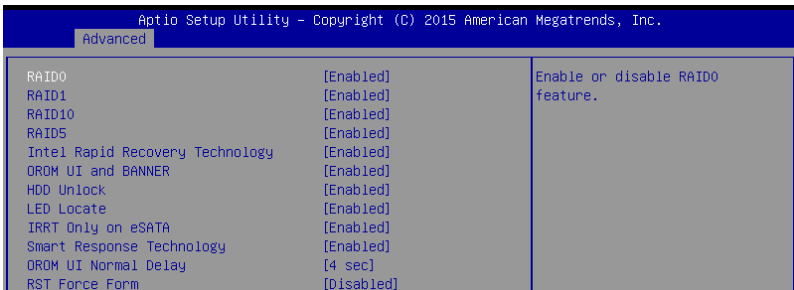 Aptio Setup Utility – Copyright (C) 2015 American Megatrends, Inc.
Advanced
RAID0 [Enabled]
RAID1 [Enabled]
RAID10 [Enabled]
RAID5 [Enabled]
Intel Rapid Recovery Technology [Enabled]
OROM UI and BANNER [Enabled]
HDD Unlock [Enabled]
LED Locate [Enabled]
IRRT Only on eSATA [Enabled]
Smart Response Technology [Enabled]
OROM UI Normal Delay [4 sec]
RST Force Form [Disabled]
Enable or disable RAID0
feature.